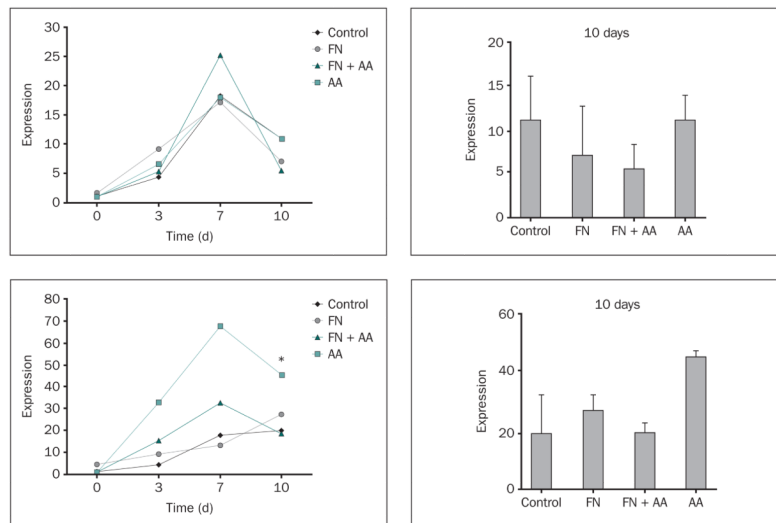 30
25
20
15
10
5
0
Expression
0 3 7 10
Time (d)
Control
FN
FN + AA
AA
10 days
20
15
10
5
0
Expression
Control FN FN + AA AA
80
70
60
50
40
30
20
10
0
Expression
0 3 7 10
Time (d)
*
Control
FN
FN + AA
AA
10 days
60
40
20
0
Expression
Control FN FN + AA AA